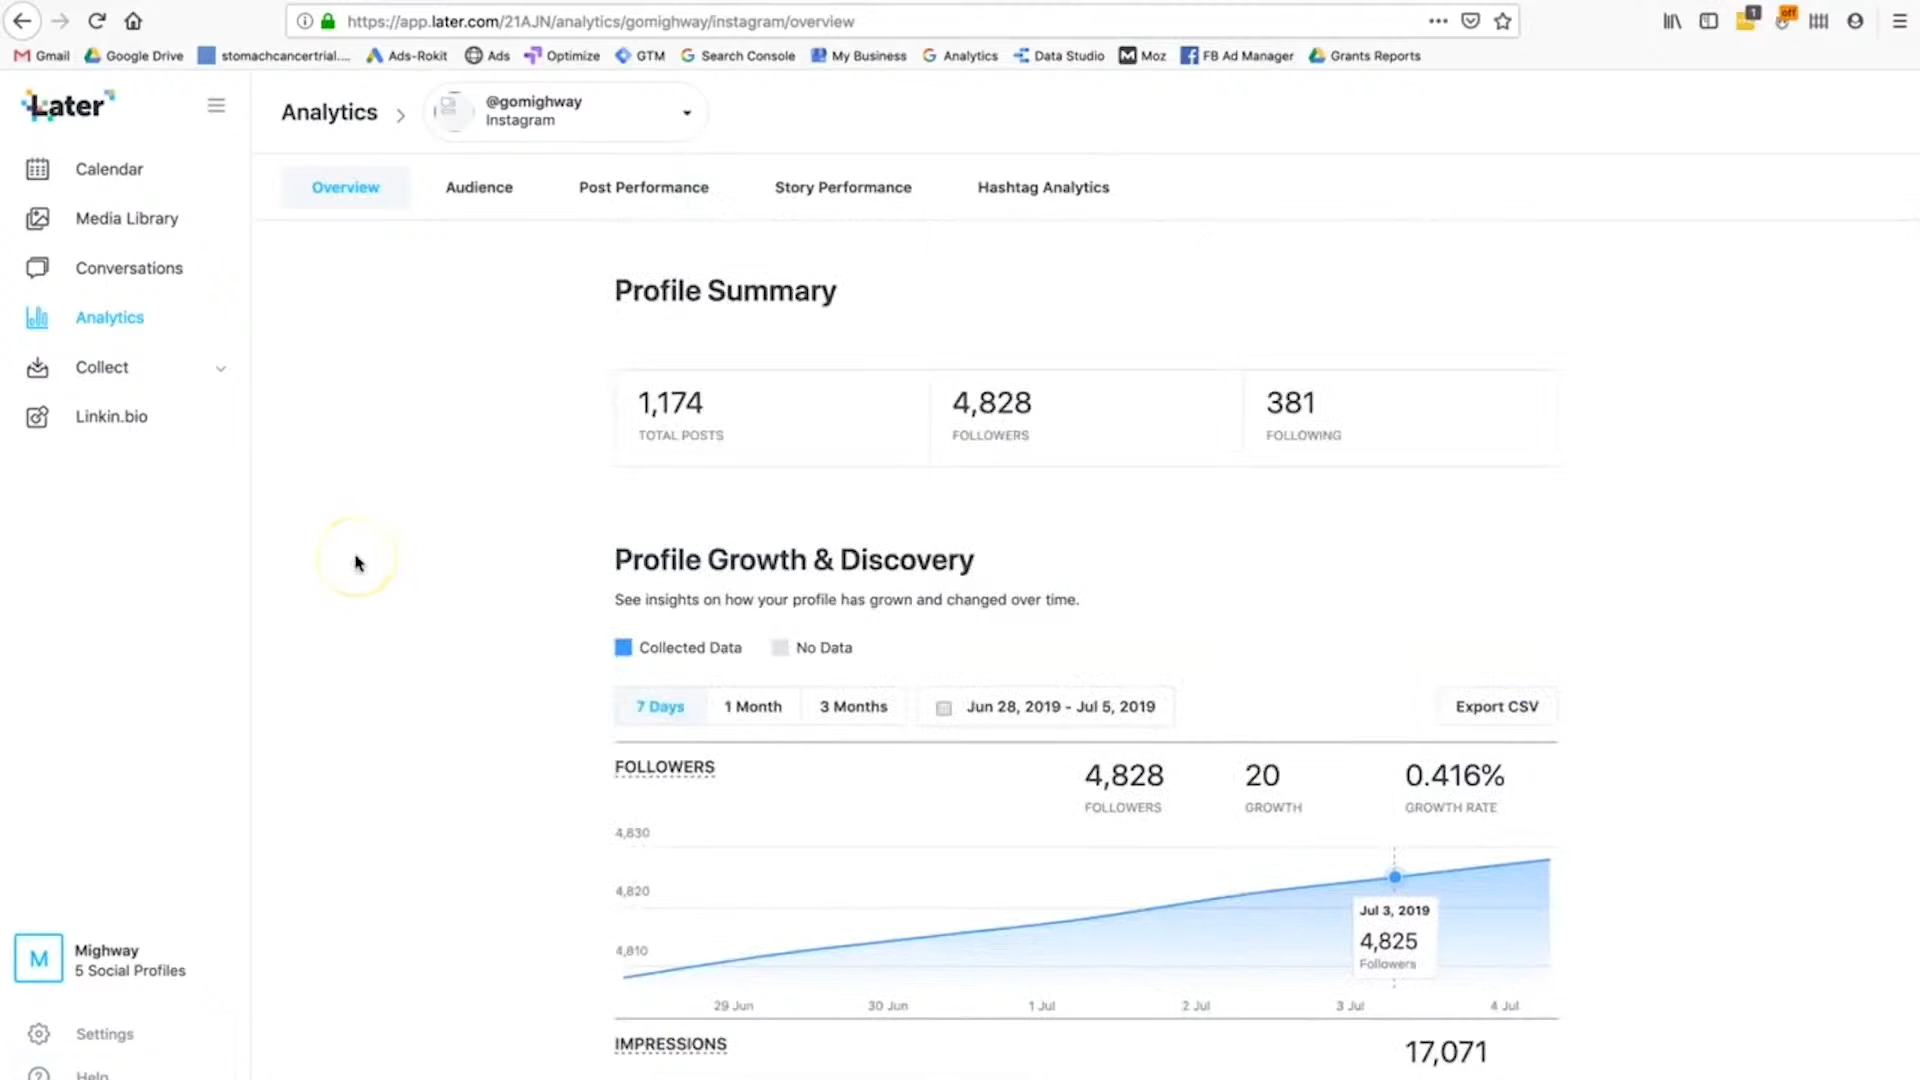 https://app.later.com/21AJN/analytics/gomighway/instagram/overview
1
off
Gmail
Google Drive
stomachcancertrial....
Ads-Rokit
Ads
Optimize
GTM
Search Console
My Business
Analytics
Data Studio
Moz
FB Ad Manager
Grants Reports
Later
Calendar
Media Library
Conversations
Analytics
Collect
Linkin.bio
M
Mighway
5 Social Profiles
Settings
Help
Analytics
@gomighway
Instagram
Overview
Audience
Post Performance
Story Performance
Hashtag Analytics
Profile Summary
1,174
TOTAL POSTS
4,828
FOLLOWERS
381
FOLLOWING
Profile Growth & Discovery
See insights on how your profile has grown and changed over time.
Collected Data
No Data
7 Days
1 Month
3 Months
Jun 28, 2019 - Jul 5, 2019
Export CSV
FOLLOWERS
4,828
FOLLOWERS
20
GROWTH
0.416%
GROWTH RATE
4,830
4,820
4,810
Jul 3, 2019
4,825
Followers
29 Jun
30 Jun
1 Jul
2 Jul
3 Jul
4 Jul
IMPRESSIONS
17,071